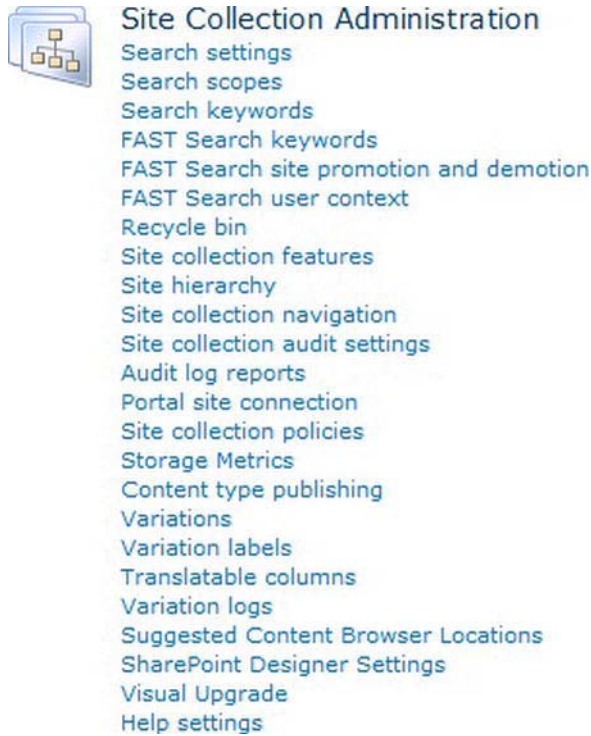 Site Collection Administration
Search settings
Search scopes
Search keywords
FAST Search keywords
FAST Search site promotion and demotion
FAST Search user context
Recycle bin
Site collection features
Site hierarchy
Site collection navigation
Site collection audit settings
Audit log reports
Portal site connection
Site collection policies
Storage Metrics
Content type publishing
Variations
Variation labels
Translatable columns
Variation logs
Suggested Content Browser Locations
SharePoint Designer Settings
Visual Upgrade
Help settings